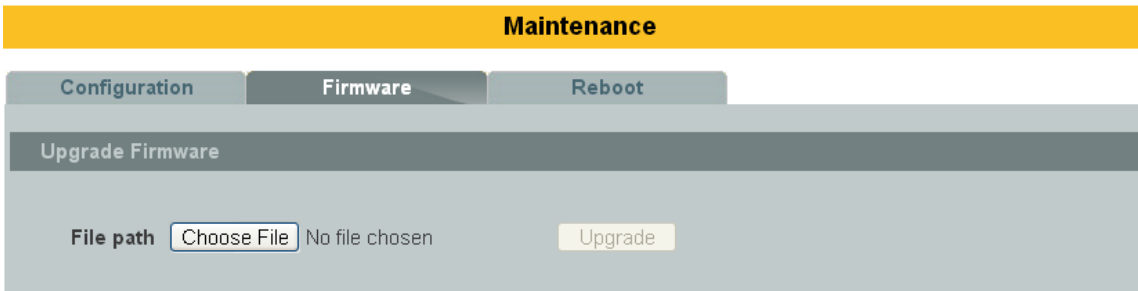 Maintenance
Configuration Firmware Reboot
Upgrade Firmware
File path Choose File No file chosen Upgrade